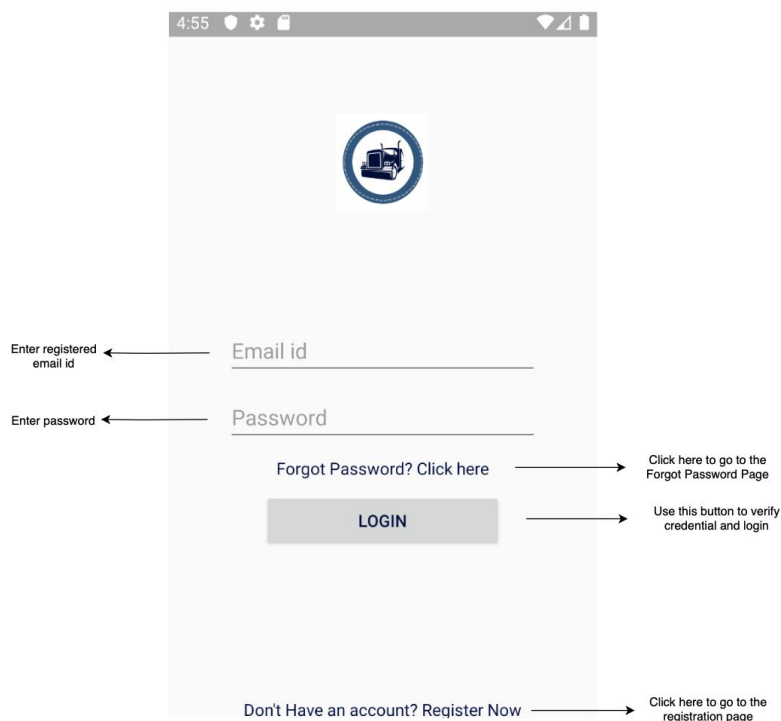 4:55
Enter registered
email id
Email id
Enter password
Password
Forgot Password? Click here
Click here to go to the
Forgot Password Page
LOGIN
Use this button to verify
credential and login
Don't Have an account? Register Now
Click here to go to the
registration page